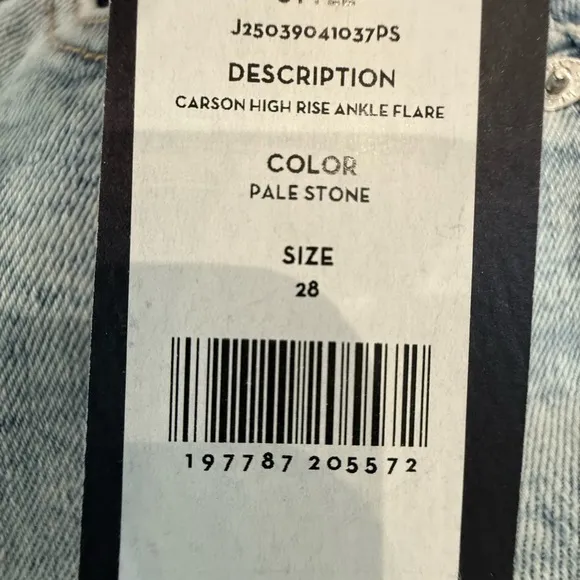 J25039041037PS
DESCRIPTION
CARSON HIGH RISE ANKLE FLARE
COLOR
PALE STONE
SIZE
28
197787 205572